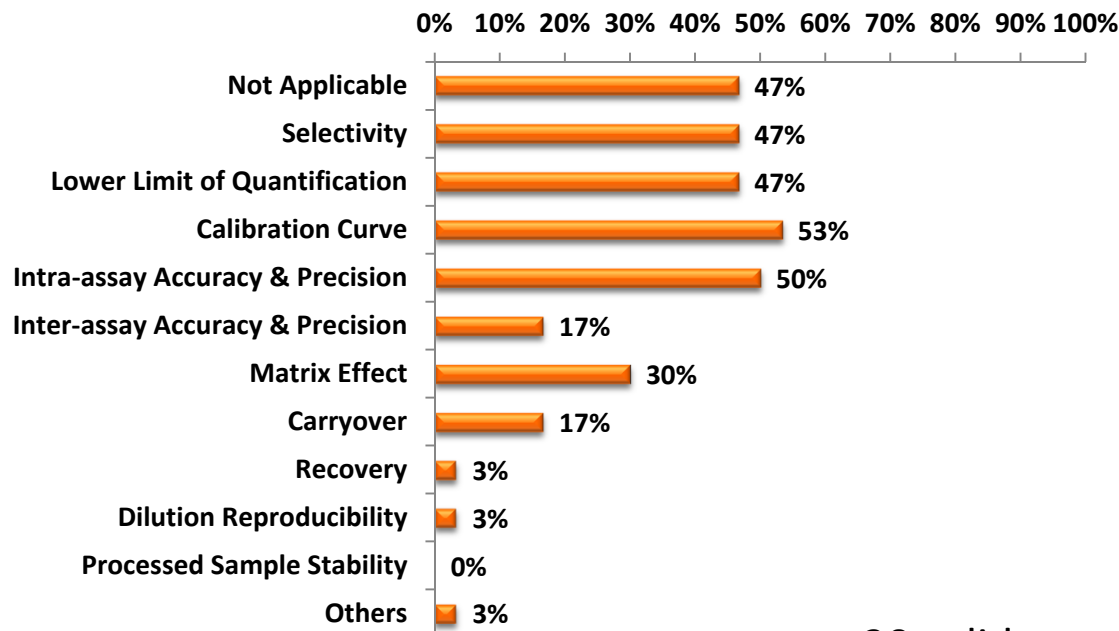 0% 10% 20% 30% 40% 50% 60% 70% 80% 90% 100%
Not Applicable 47%
Selectivity 47%
Lower Limit of Quantification 47%
Calibration Curve 53%
Intra-assay Accuracy & Precision 50%
Inter-assay Accuracy & Precision 17%
Matrix Effect 30%
Carryover 17%
Recovery 3%
Dilution Reproducibility 3%
Processed Sample Stability 0%
Others 3%